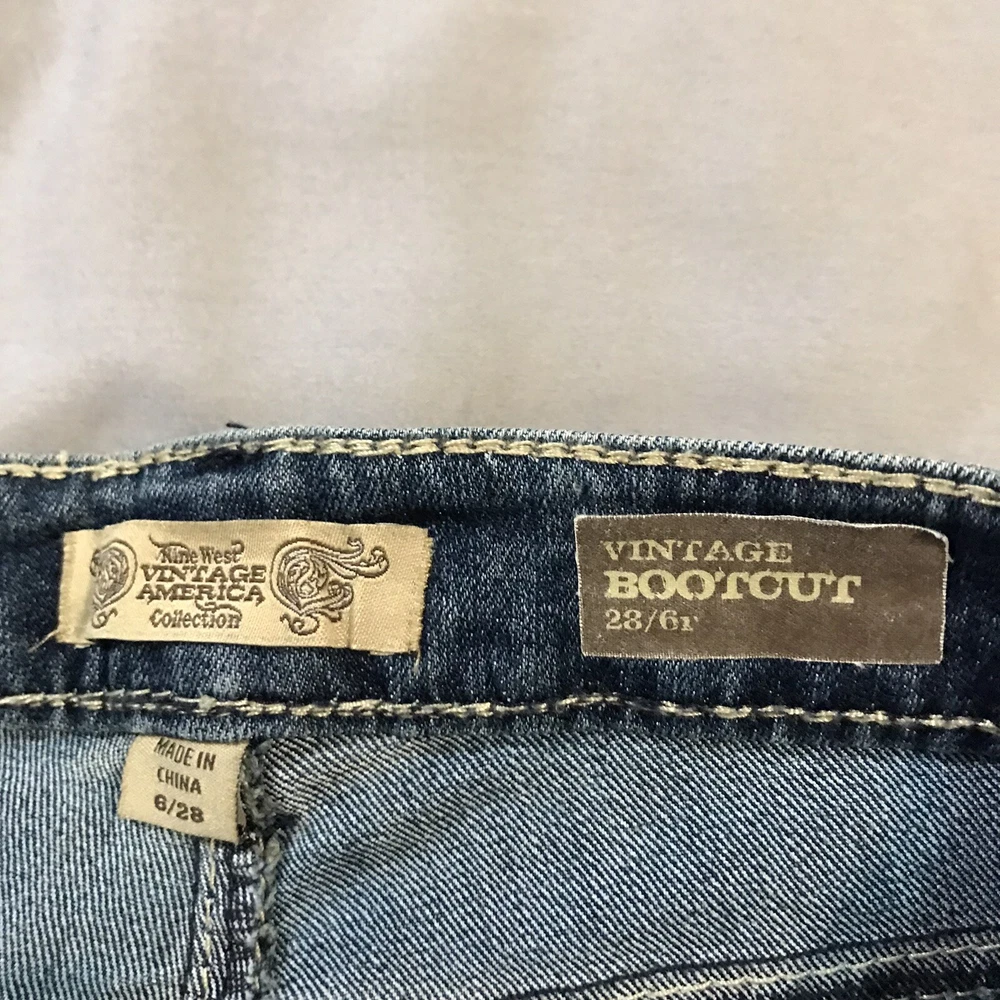 Nine West
VINTAGE
AMERICA
Collection
VINTAGE
BOOTCUT
28/6r
MADE IN
CHINA
6/28